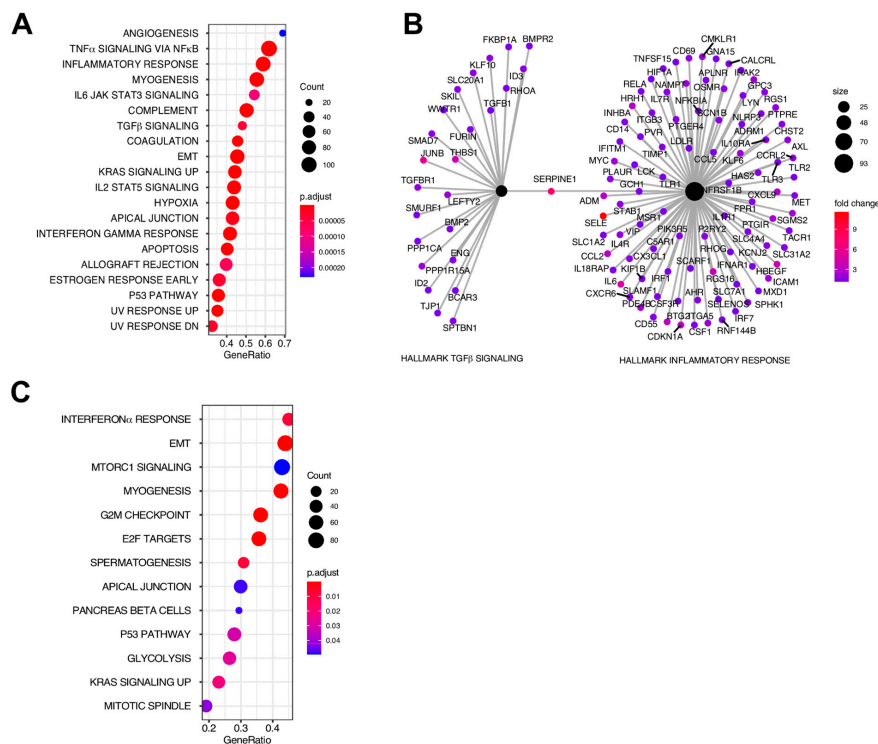 A
ANGIOGENESIS
TNFα SIGNALING VIA NFκB
INFLAMMATORY RESPONSE
MYOGENESIS
IL6 JAK STAT3 SIGNALING
COMPLEMENT
TGFβ SIGNALING
COAGULATION
EMT
KRAS SIGNALING UP
IL2 STAT5 SIGNALING
HYPOXIA
APICAL JUNCTION
INTERFERON GAMMA RESPONSE
APOPTOSIS
ALLOGRAFT REJECTION
ESTROGEN RESPONSE EARLY
P53 PATHWAY
UV RESPONSE UP
UV RESPONSE DN
0.4 0.5 0.6 0.7
GeneRatio
Count
20
40
60
80
100
p.adjust
0.00005
0.00010
0.00015
0.00020
B
FKBP1A
BMPR2
KLF10
ID3
SLC20A1
RHOA
SKIL
TGFB1
WWTR1
FURIN
SMAD7
THBS1
JUNB
TGFBR1
LEFTY2
SMURF1
BMP2
PPP1CA
ENG
PPP1R15A
ID2
BCAR3
TJP1
SPTBN1
SERPINE1
HALLMARK TGFβ SIGNALING
CMKLR1
CD69
GNA15
TNFSF15
CALCRL
HIF1A
APLNR
IRAK2
RELA
NAMPT
OSMR
GPC3
HRH1
IL7R
NFKBIA
LYN
RGS1
INHBA
ITGB3
SCN1B
NLRP3
PTPRE
CD14
PVR
PTGER4
ADRM1
CHST2
IFITM1
LDLR
IL10RA
AXL
MYC
TIMP1
CCL5
KLF6
CCRL2
PLAUR
LCK
HAS2
TLR2
GCH1
TLR1
NFRSF1B
TLR3
ADM
CXCL9
MET
STAB1
FPR1
SELE
MSR1
IL1R1
SGMS2
VIP
PTGIR
SLC1A2
PIK3R5
P2RY2
TACR1
IL4R
C5AR1
SLC4A4
CCL2
RHOG
KCNJ2
SLC31A2
CX3CL1
IL18RAP
SCARF1
IFNAR1
KIF1B
HBEGF
IL6
IRF1
RGS16
ICAM1
SLAMF1
AHR
SLC7A1
MXD1
CXCR6
PDE4B
CSF3R
SELENOS
SPHK1
CD55
BTG2
ITGA5
IRF7
CDKN1A
CSF1
RNF144B
HALLMARK INFLAMMATORY RESPONSE
size
25
48
70
93
fold change
9
6
3
C
INTERFERONα RESPONSE
EMT
MTORC1 SIGNALING
MYOGENESIS
G2M CHECKPOINT
E2F TARGETS
SPERMATOGENESIS
APICAL JUNCTION
PANCREAS BETA CELLS
P53 PATHWAY
GLYCOLYSIS
KRAS SIGNALING UP
MITOTIC SPINDLE
0.2 0.3 0.4
GeneRatio
Count
20
40
60
80
p.adjust
0.01
0.02
0.03
0.04